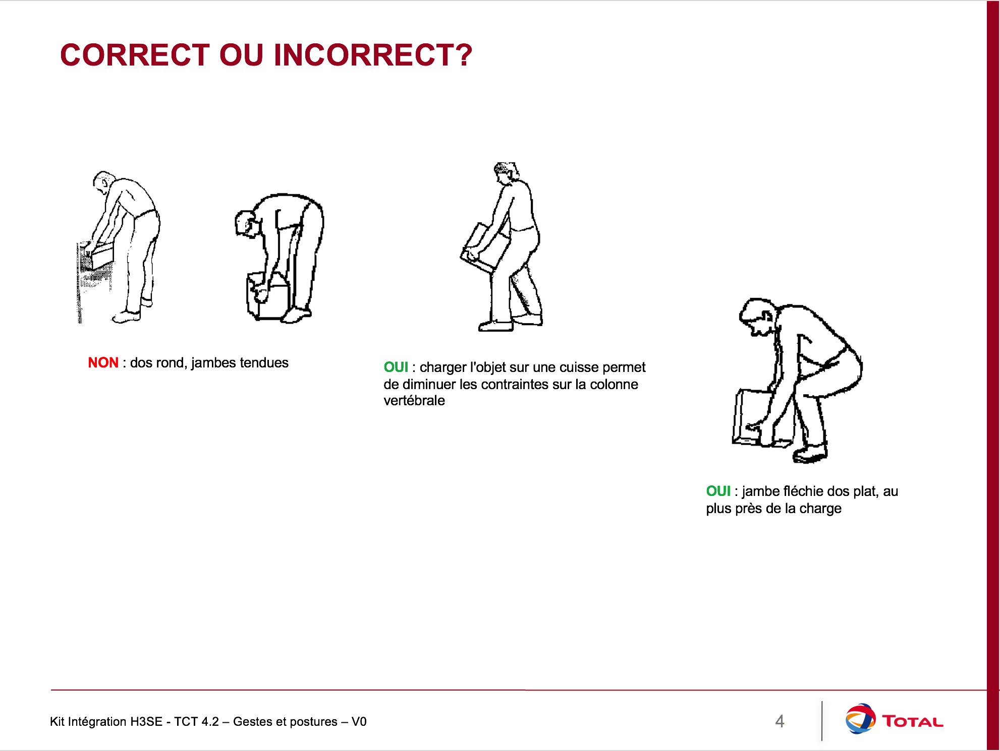 CORRECT OU INCORRECT?
NON : dos rond, jambes tendues
OUI : charger l'objet sur une cuisse permet
de diminuer les contraintes sur la colonne
vertébrale
OUI : jambe fléchie dos plat, au
plus près de la charge
Kit Intégration H3SE - TCT 4.2 – Gestes et postures – V0
4
TOTAL